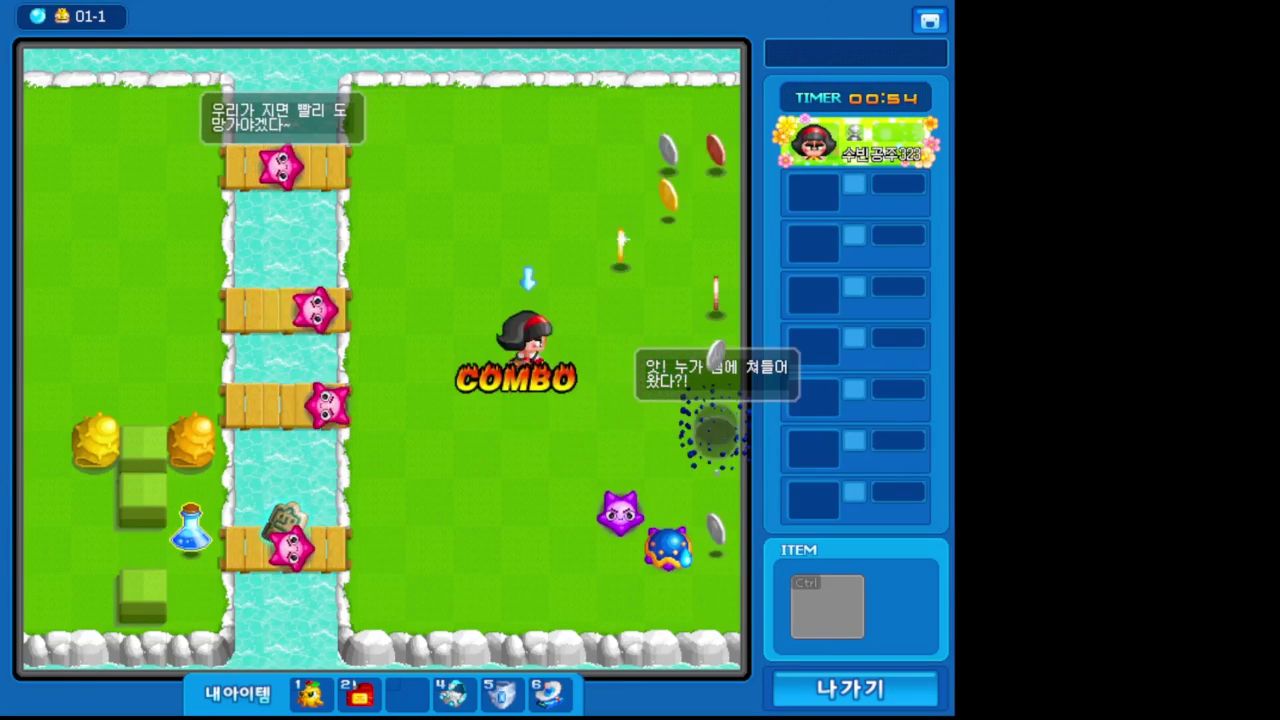 01-1
우리가 지면 빨리 도
망가야겠다~
TIMER 00:54
수빈공주323
COMBO
앗! 누가 에 쳐들어
왔다?!
ITEM
Ctrl
내아이템
1
2
4
5
6
나가기